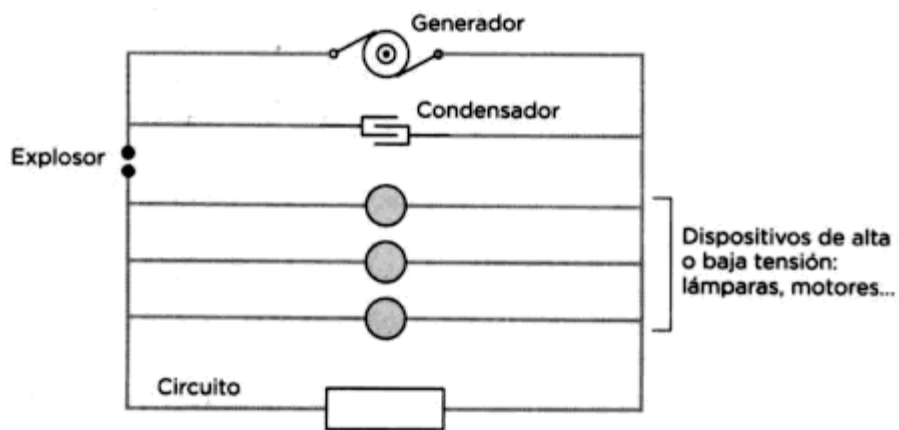 Generador
Condensador
Explosor
Dispositivos de alta
o baja tensión:
lámparas, motores...
Circuito